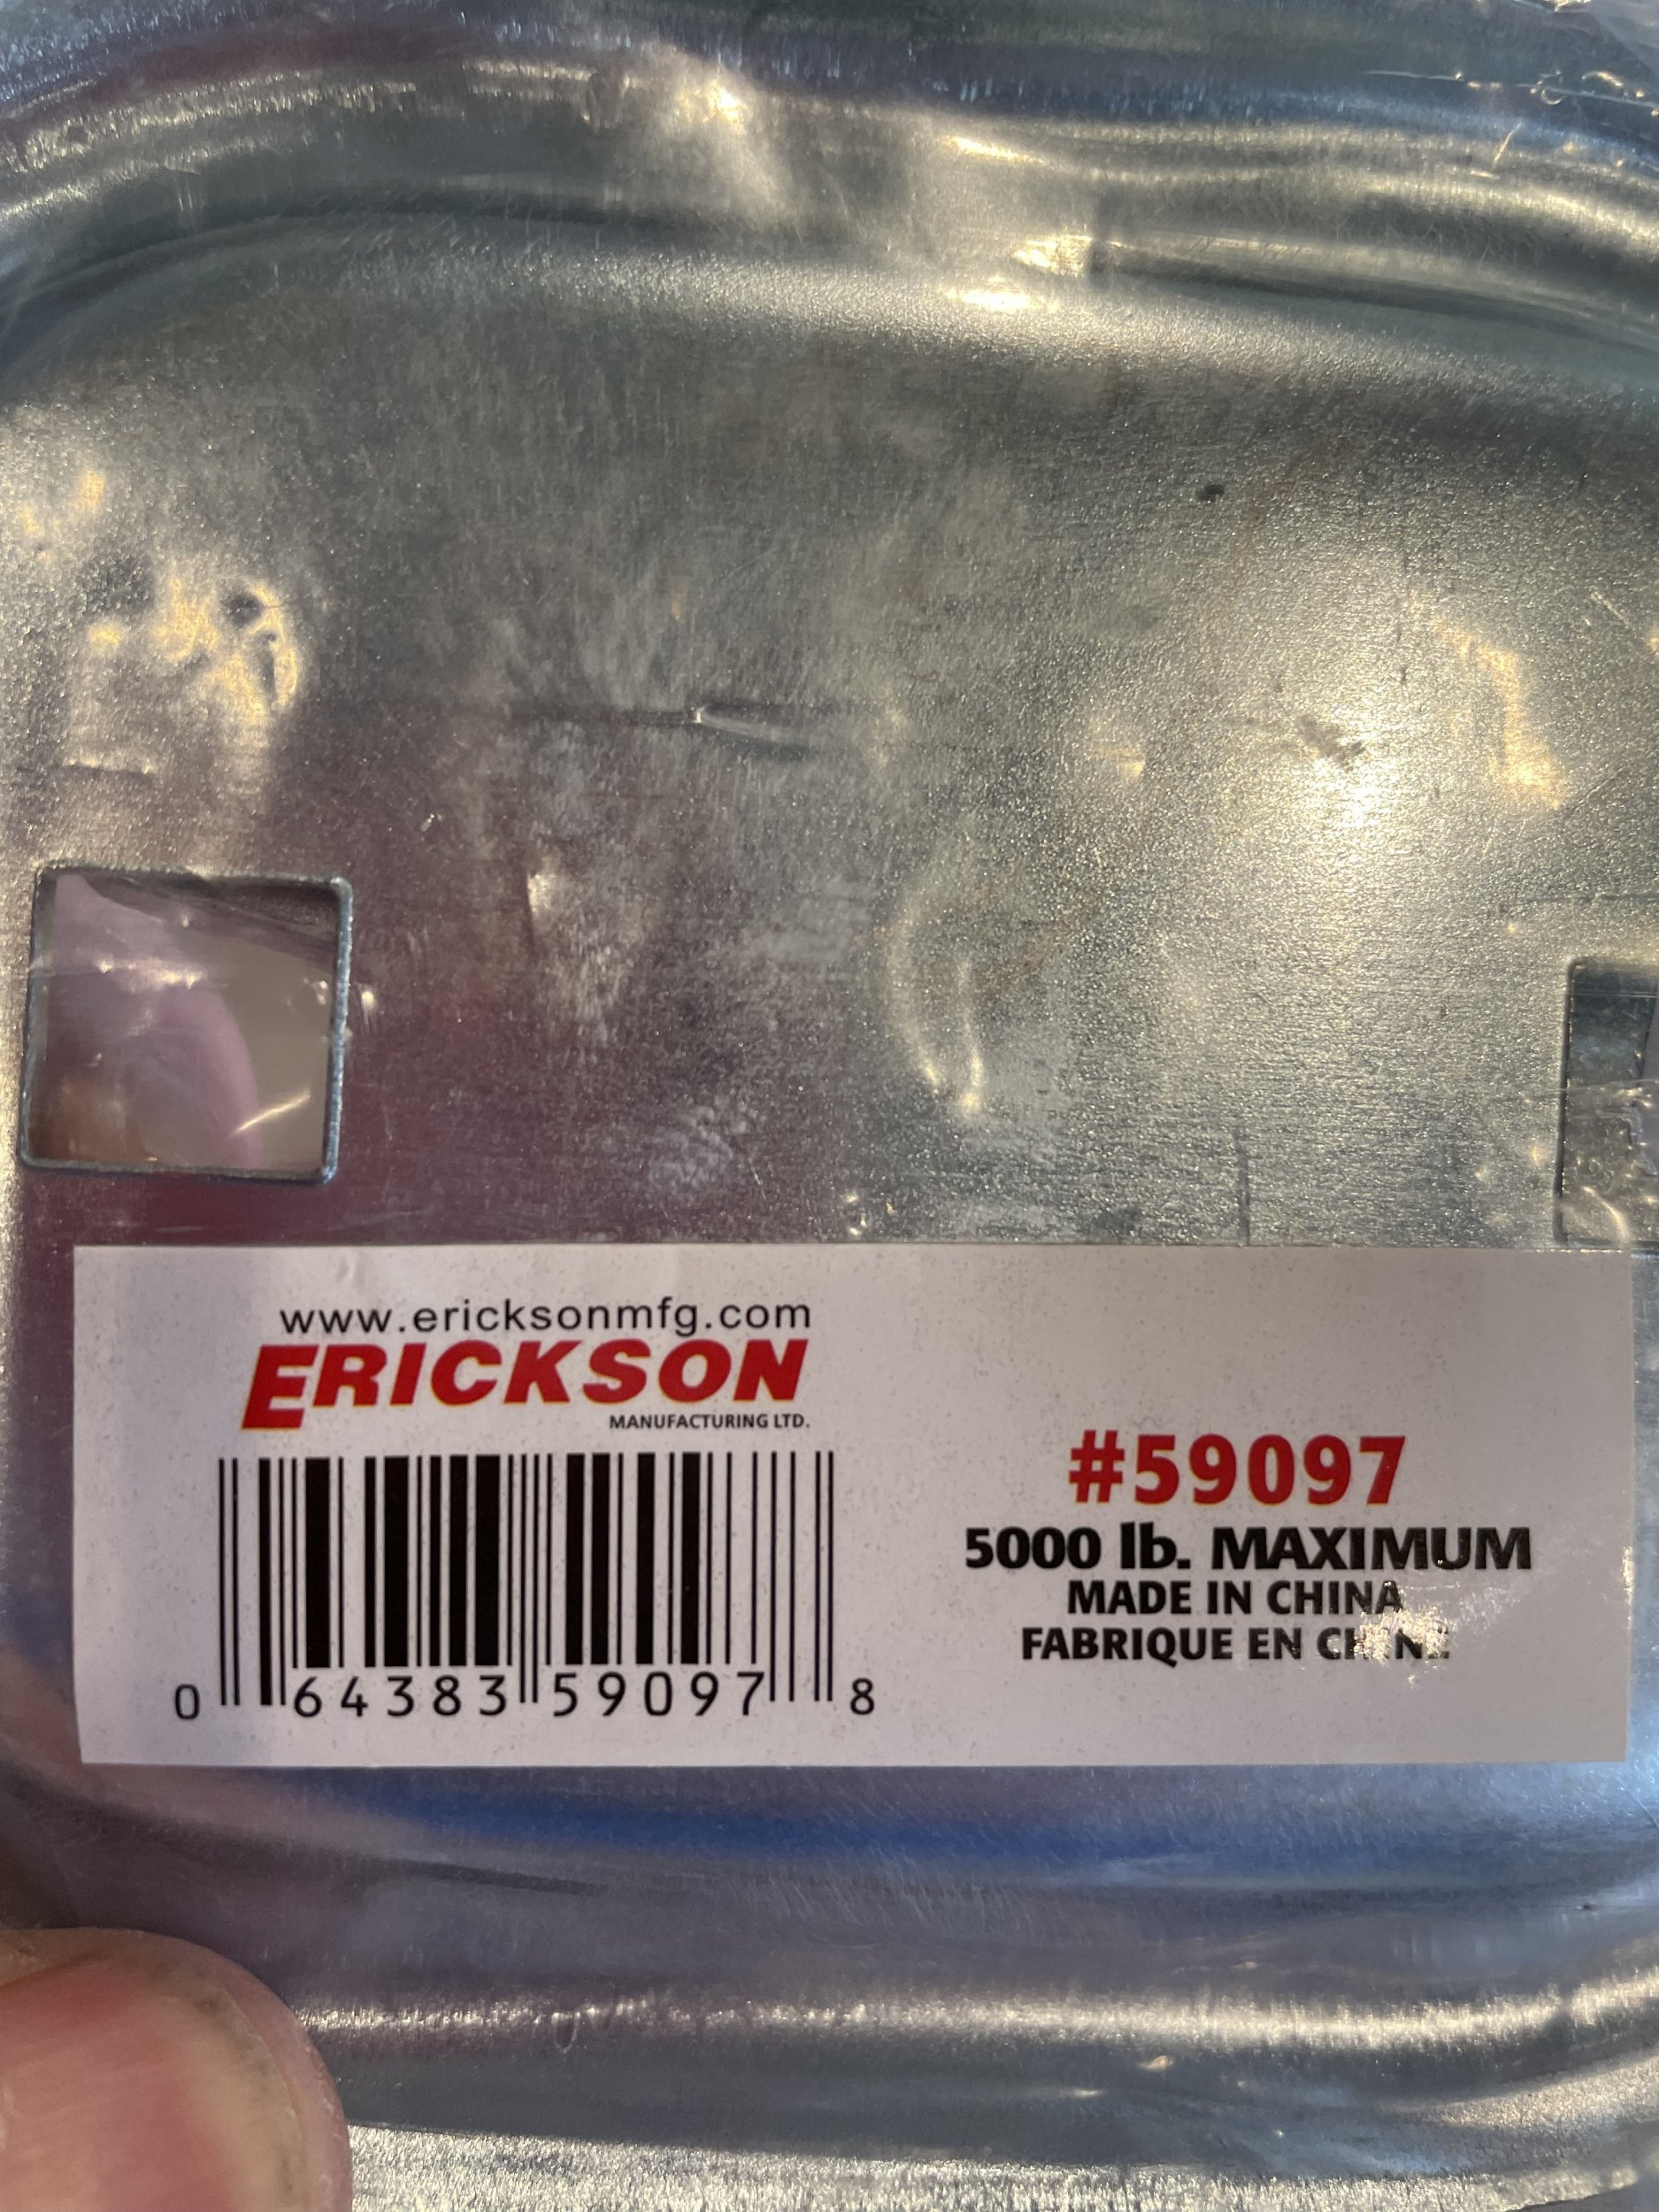 www.ericksonmfg.com
ERICKSON
MANUFACTURING LTD.
0 64383 59097 8
#59097
5000 lb. MAXIMUM
MADE IN CHINA
FABRIQUE EN CHINE